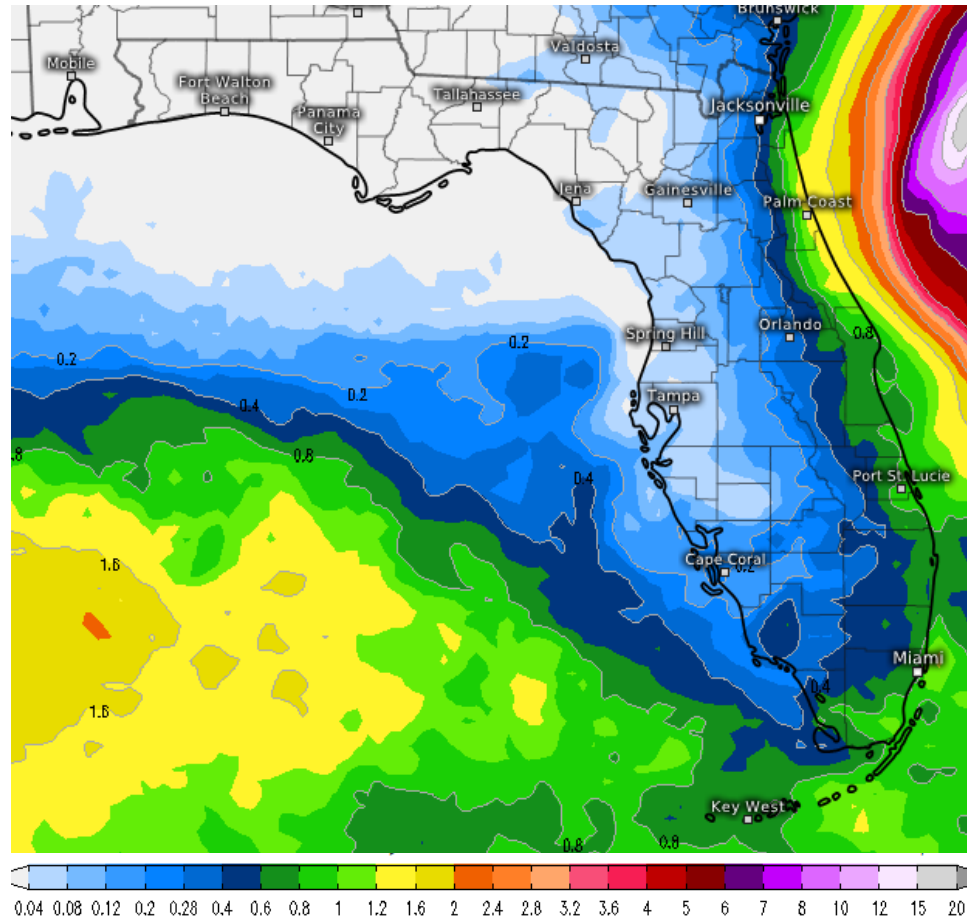 Brunswick
Valdosta
Mobile
Fort Walton
Beach
Tallahassee
Panama
City
Jacksonville
Jena
Gainesville
Palm Coast
Spring Hill
Orlando
0.8
0.2
0.2
0.2
0.4
Tampa
0.8
.8
0.4
Port St. Lucie
1.6
Cape Coral
0.2
Miami
0.4
1.6
Key West
0.8
0.8
0.04 0.08 0.12 0.2 0.28 0.4 0.6 0.8 1 1.2 1.6 2 2.4 2.8 3.2 3.6 4 5 6 7 8 10 12 15 20